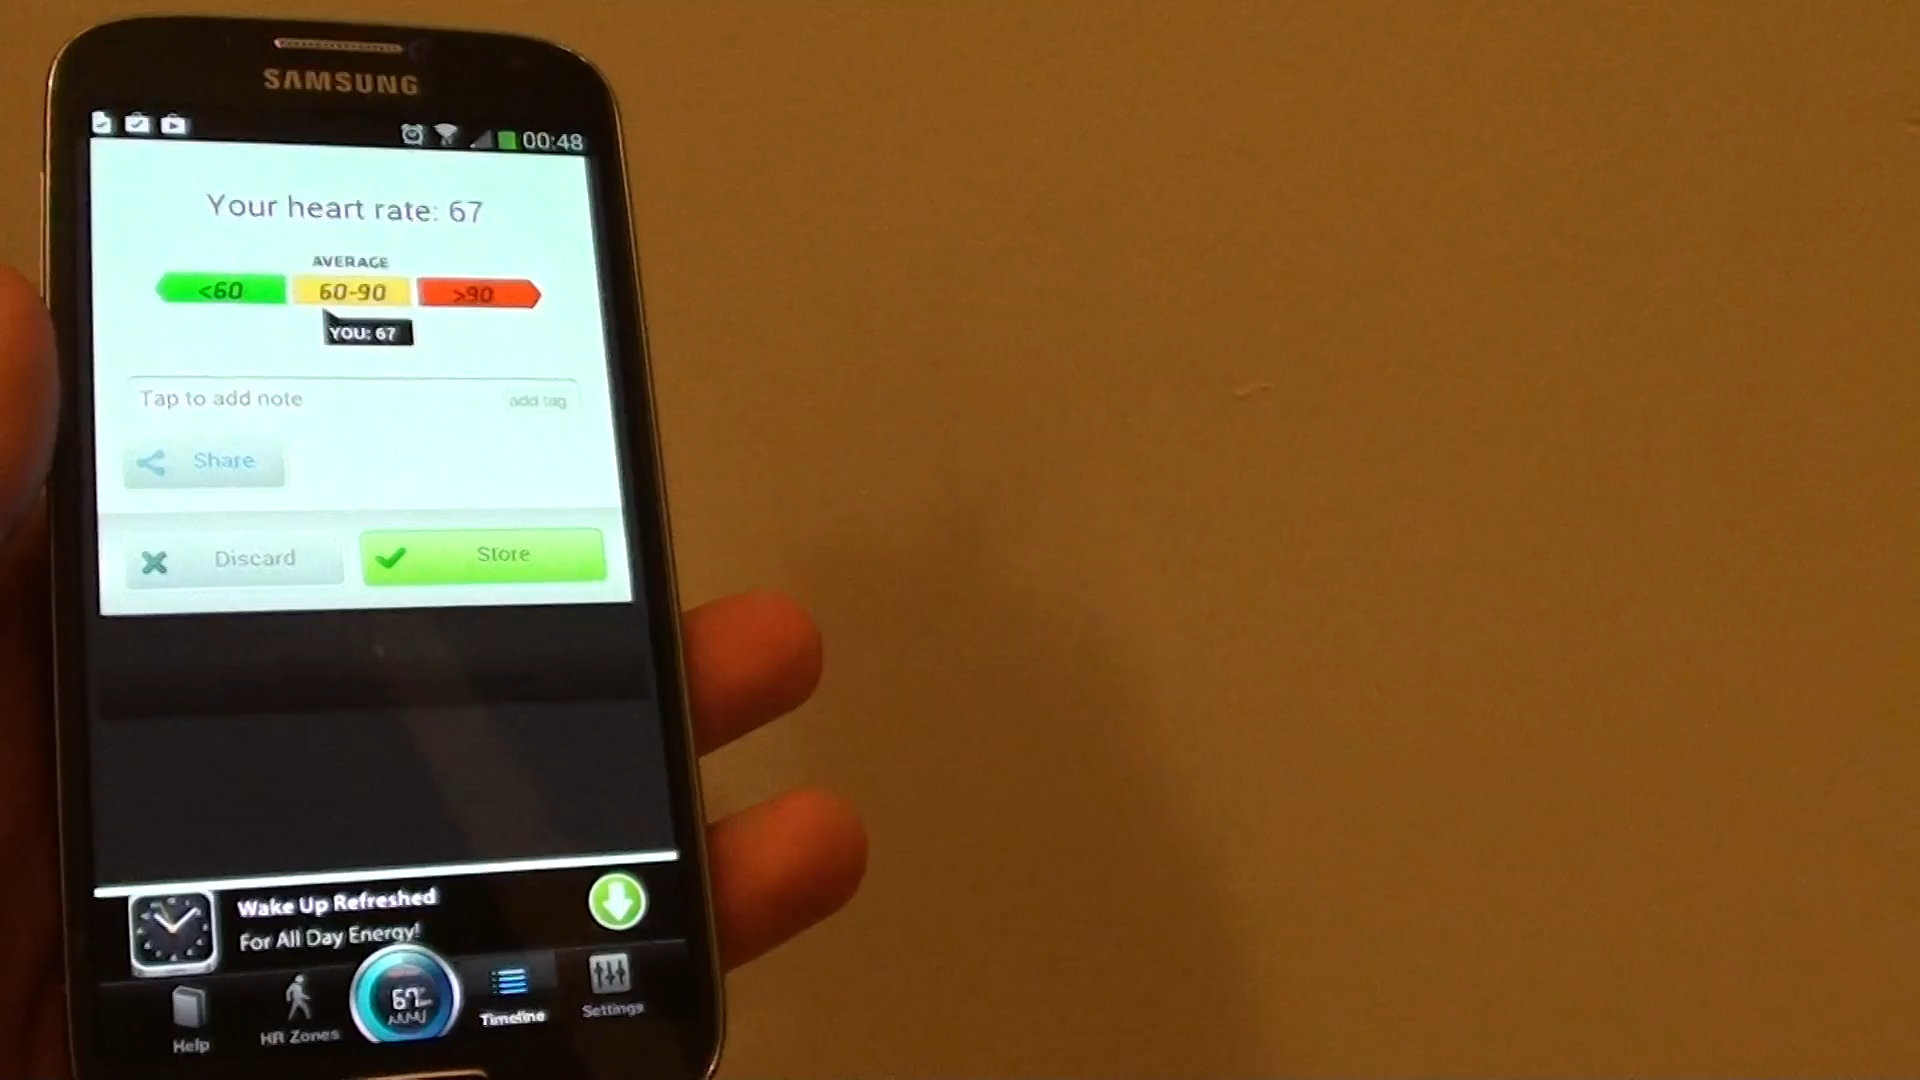 SAMSUNG
00:48
Your heart rate: 67
AVERAGE
<60 60-90 >90
YOU: 67
Tap to add note add tag
Share
Discard Store
Wake Up Refreshed
For All Day Energy!
67
Help HR Zones Timeline Settings